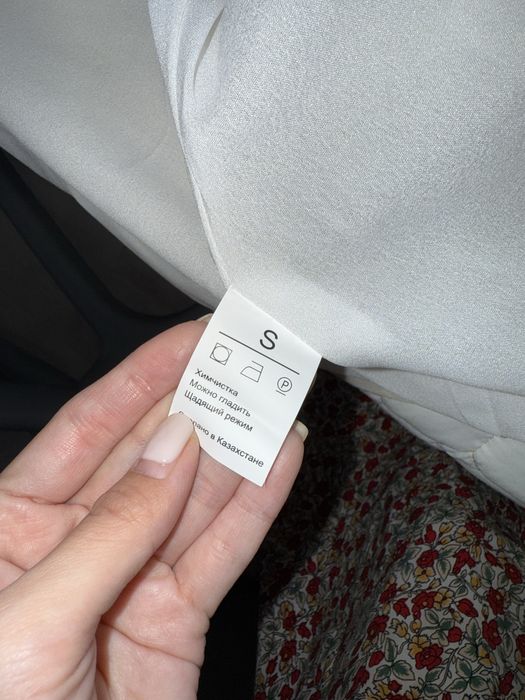 S
P
Химчистка
Можно гладить
Щадящий режим
в Казахстане